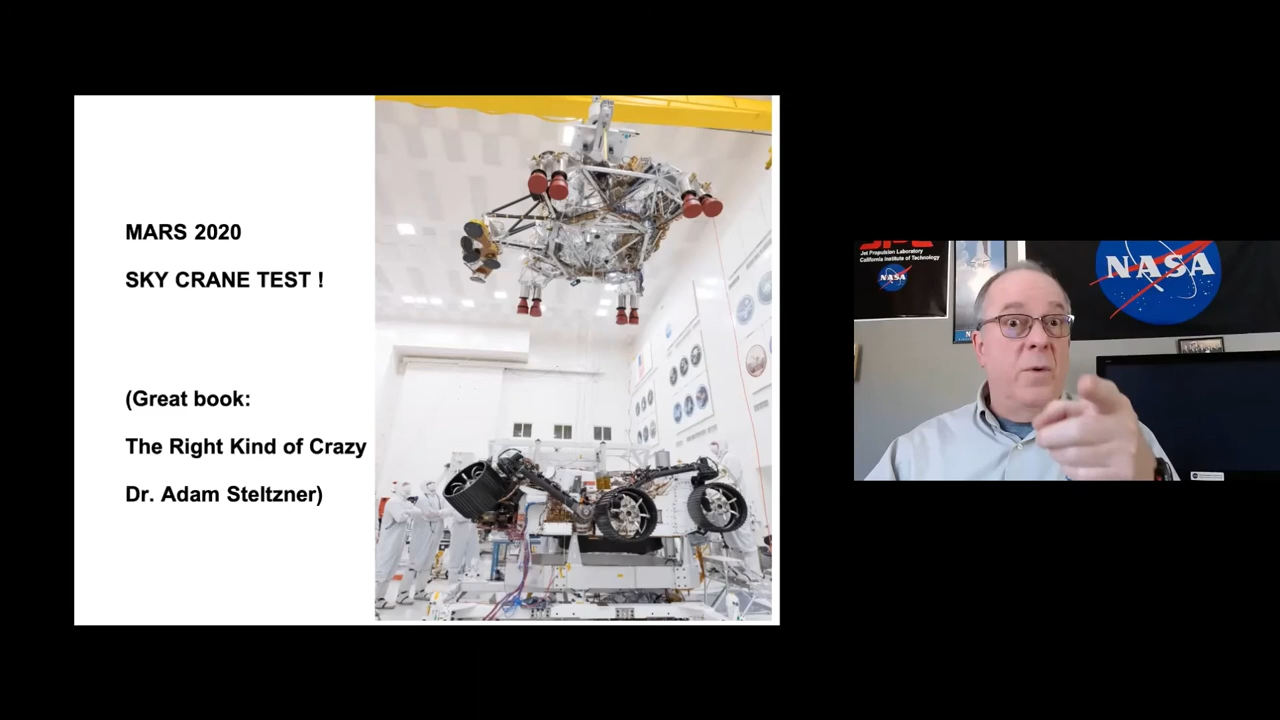 MARS 2020
SKY CRANE TEST !
(Great book:
The Right Kind of Crazy
Dr. Adam Steltzner)
Jet Propulsion Laboratory
California Institute of Technology
NASA
NASA